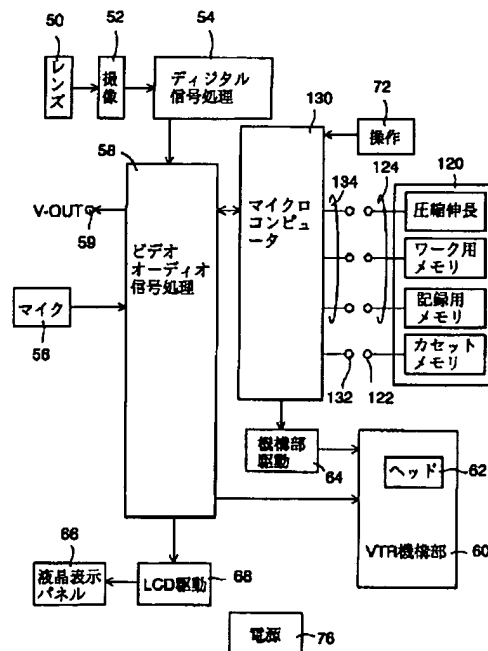 50
52
54
レンズ
撮像
ディジタル
信号処理
130
72
操作
58
134
124
120
マイクロ
コンピュ
ータ
圧縮伸長
V-OUT
59
ビデオ
オーディオ
信号処理
ワーク用
メモリ
マイク
56
記録用
メモリ
カセット
メモリ
132
122
機構部
駆動
64
ヘッド
62
VTR機構部
60
66
液晶表示
パネル
LCD駆動
68
電源
76